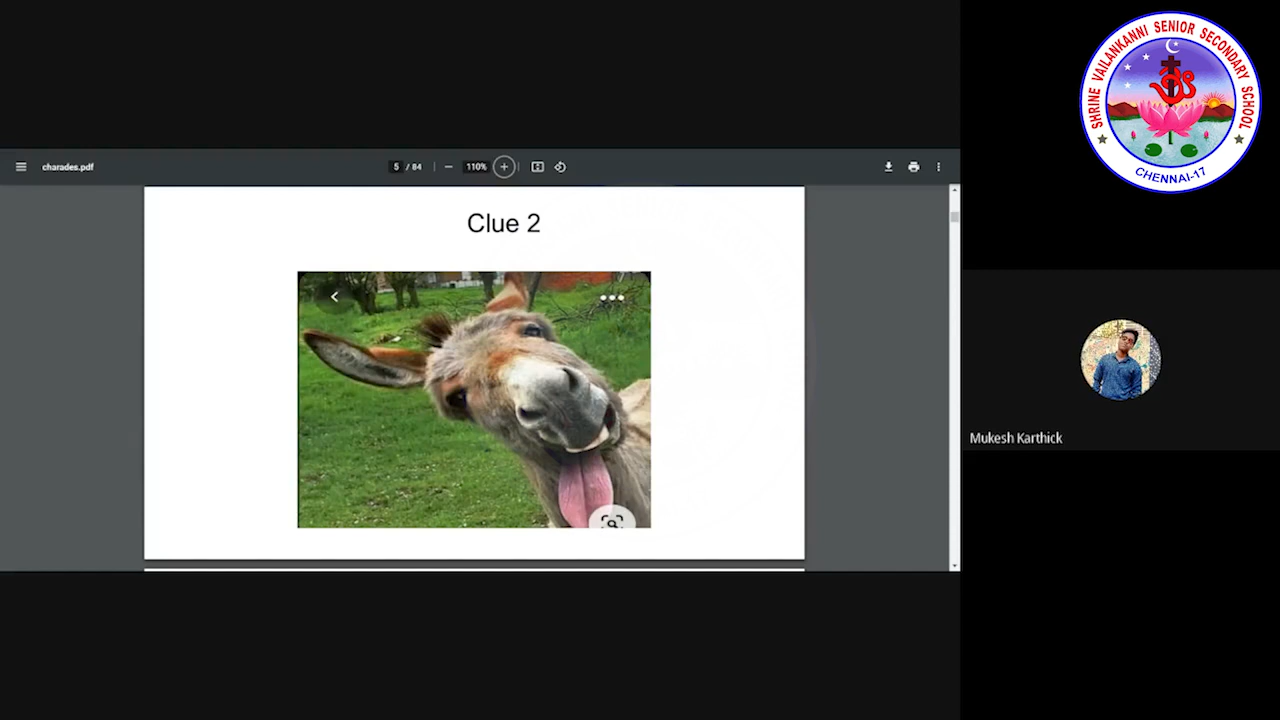 charades.pdf
5 / 84
110%
Clue 2
SHRINE VAILANKANNI SENIOR SECONDARY SCHOOL
CHENNAI-17
Mukesh Karthick